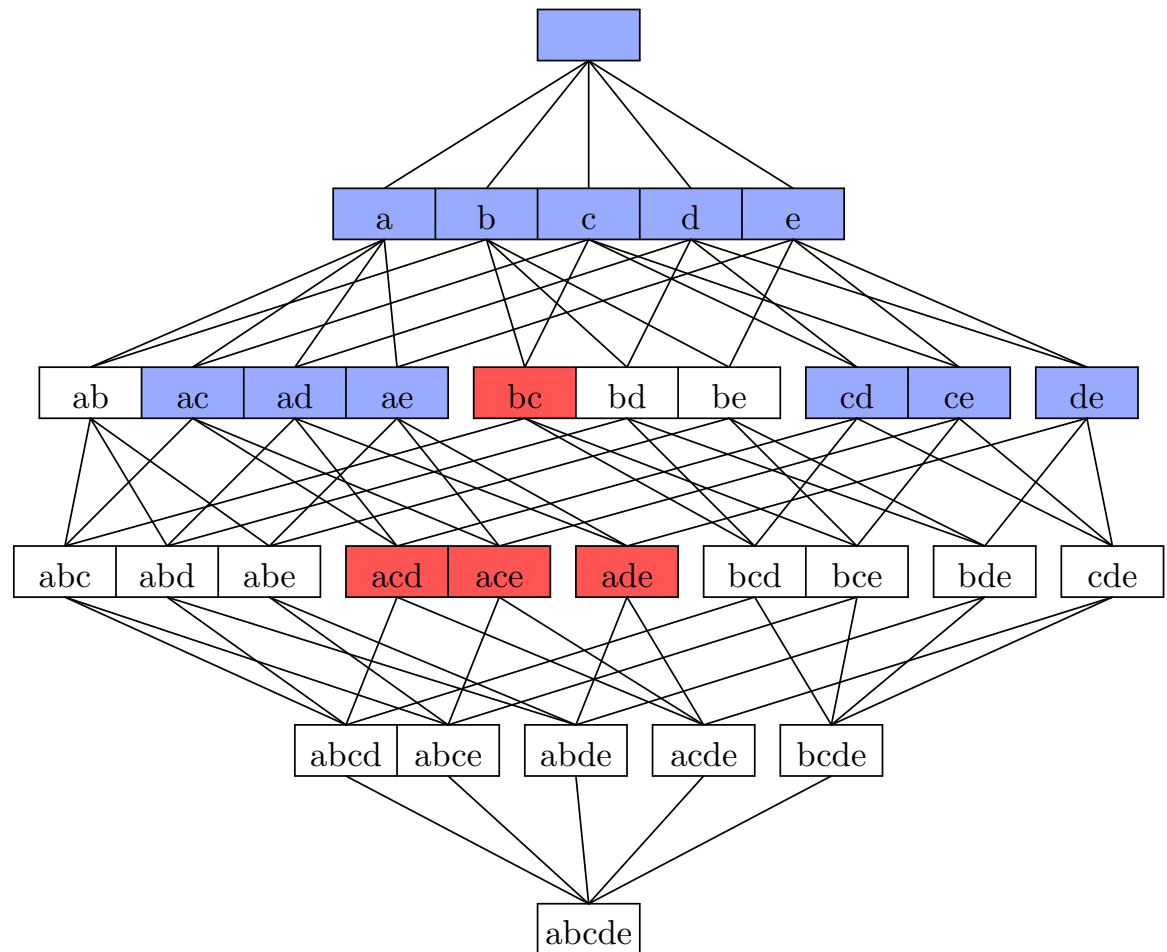 a b c d e
ab ac ad ae bc bd be cd ce de
abc abd abe acd ace ade bcd bce bde cde
abcd abce abde acde bcde
abcde